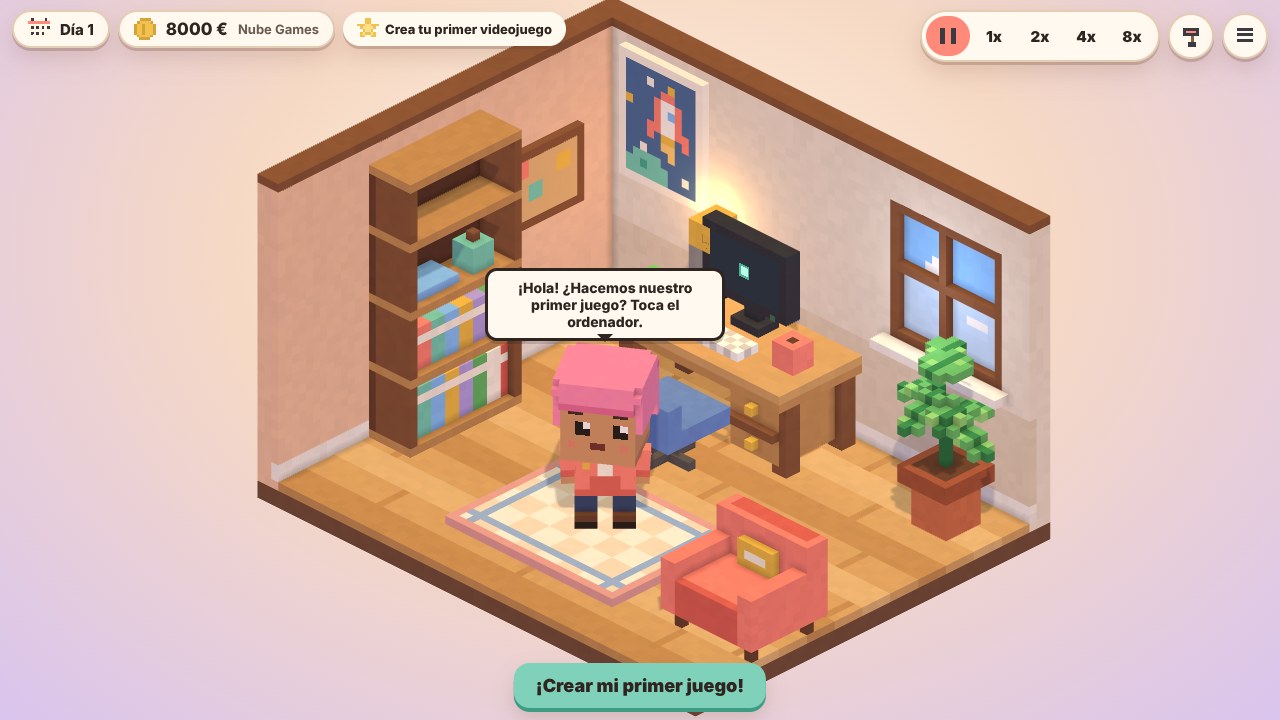 Día 1
8000 € Nube Games
Crea tu primer videojuego
1x 2x 4x 8x
¡Hola! ¿Hacemos nuestro
primer juego? Toca el
ordenador.
¡Crear mi primer juego!